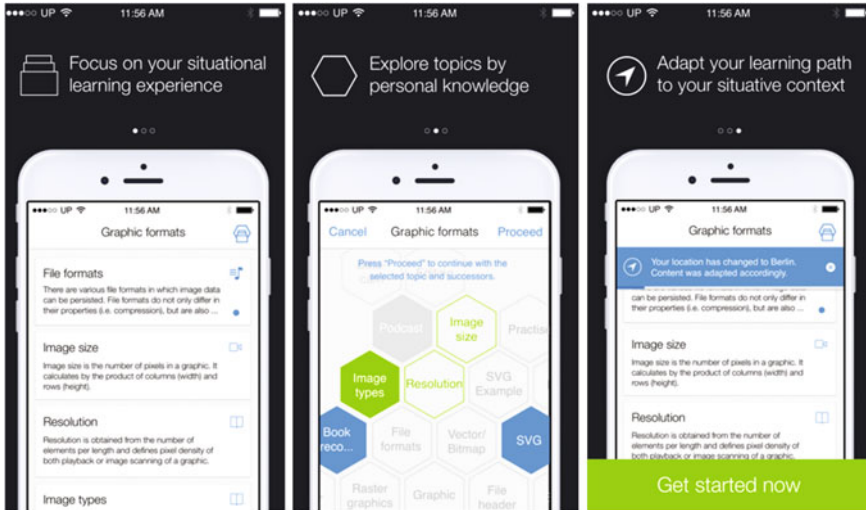 UP 11:56 AM
Focus on your situational
learning experience
UP 11:56 AM
Graphic formats
File formats
There are various file formats in which image data
can be persisted. File formats do not only differ in
their properties (i.e. compression), but are also ...
Image size
Image size is the number of pixels in a graphic. It
calculates by the product of columns (width) and
rows (height).
Resolution
Resolution is obtained from the number of
elements per length and defines pixel density of
both playback or image scanning of a graphic.
Image types
UP 11:56 AM
Explore topics by
personal knowledge
UP 11:56 AM
Cancel Graphic formats Proceed
Press "Proceed" to continue with the
selected topic and successors.
Podcast
Image
size
Practise
Image
types
Resolution
SVG
Example
Book
reco...
File
formats
Vector/
Bitmap
SVG
Raster
graphics
Graphic
File
header
UP 11:56 AM
Adapt your learning path
to your situative context
UP 11:56 AM
Graphic formats
Your location has changed to Berlin.
Content was adapted accordingly.
can be persisted. File formats do not only differ in
their properties (i.e. compression), but are also ...
Image size
Image size is the number of pixels in a graphic. It
calculates by the product of columns (width) and
rows (height).
Resolution
Resolution is obtained from the number of
elements per length and defines pixel density of
both playback or image scanning of a graphic.
Get started now